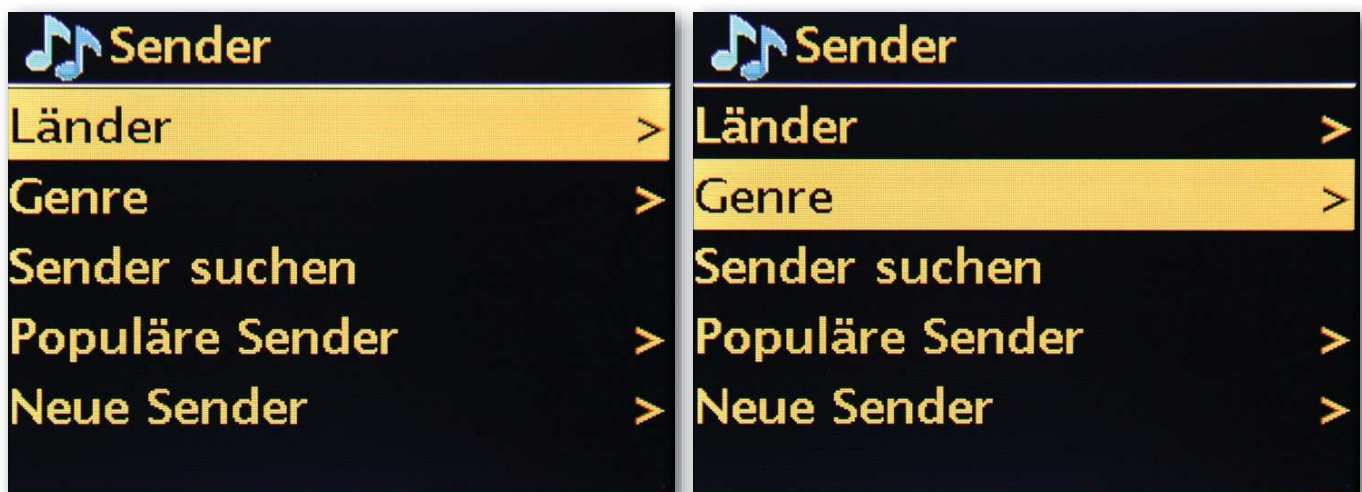 Sender
Länder >
Genre >
Sender suchen
Populäre Sender >
Neue Sender >
Sender
Länder >
Genre >
Sender suchen
Populäre Sender >
Neue Sender >